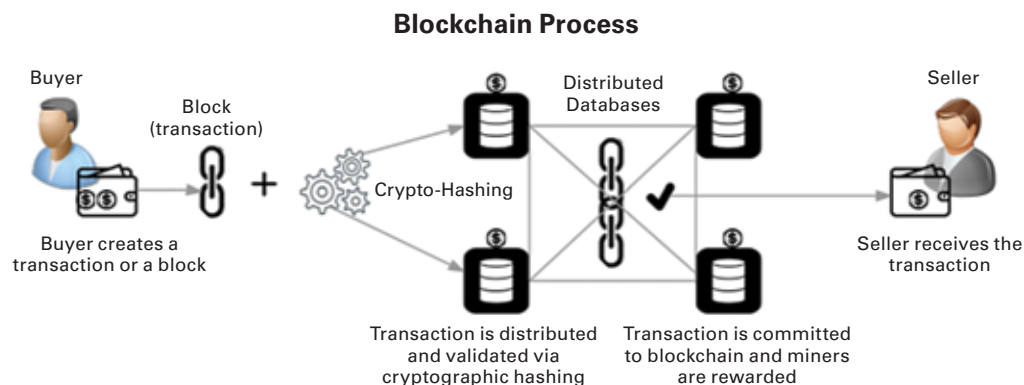 Blockchain Process
Buyer
Block
(transaction)
Distributed
Databases
Seller
Crypto-Hashing
Buyer creates a
transaction or a block
Seller receives the
transaction
Transaction is distributed
and validated via
cryptographic hashing
Transaction is committed
to blockchain and miners
are rewarded